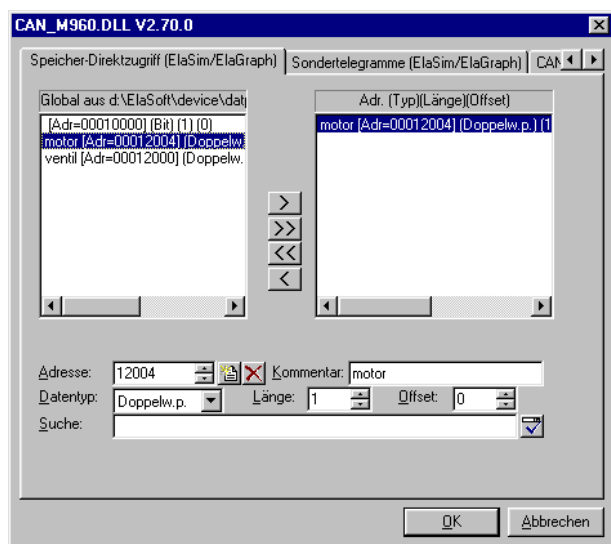 CAN_M960.DLL V2.70.0
Speicher-Direktzugriff (ElaSim/ElaGraph) Sondertelegramme (ElaSim/ElaGraph) CAN
Global aus d:\ElaSoft\device\dat
Adr. (Typ)(Länge)(Offset)
[Adr=00010000] (Bit) (1) (0)
motor [Adr=00012004] (Doppelw.
ventil [Adr=00012000] (Doppelw.
motor [Adr=00012004] (Doppelw.p.) (1
>
>>
<<
<
Adresse: 12004 Kommentar: motor
Datentyp: Doppelw.p. Länge: 1 Offset: 0
Suche:
OK Abbrechen